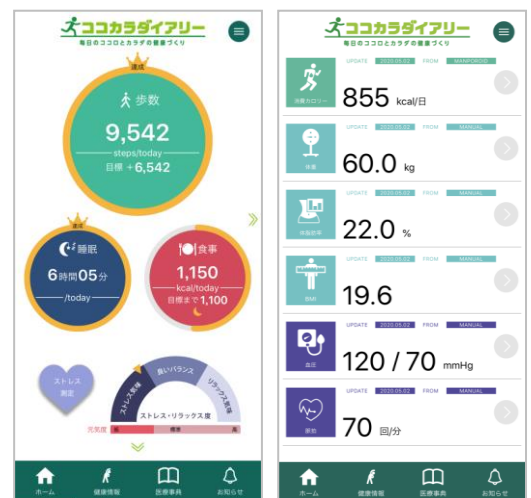 ココカラダイアリー
毎日のココロとカラダの健康づくり
達成
歩数
9,542
steps/today
目標 +6,542
達成
睡眠
6時間05分
/today
食事
1,150
kcal/today
目標まで1,100
ストレス
測定
ストレス気味
良いバランス
リラックス気味
ストレス・リラックス度
元気度 低 標準 高
ホーム 健康情報 医療事典 お知らせ
ココカラダイアリー
毎日のココロとカラダの健康づくり
UPDATE 2020.05.02 FROM MANPOROID
消費カロリー
855 kcal/日
UPDATE 2020.05.02 FROM MANUAL
体重
60.0 kg
UPDATE 2020.05.02 FROM MANUAL
体脂肪率
22.0 %
UPDATE 2020.05.02 FROM MANUAL
BMI
19.6
UPDATE 2020.05.02 FROM MANUAL
血圧
120 / 70 mmHg
UPDATE 2020.05.02 FROM MANUAL
脈拍
70 回/分
ホーム 健康情報 医療事典 お知らせ